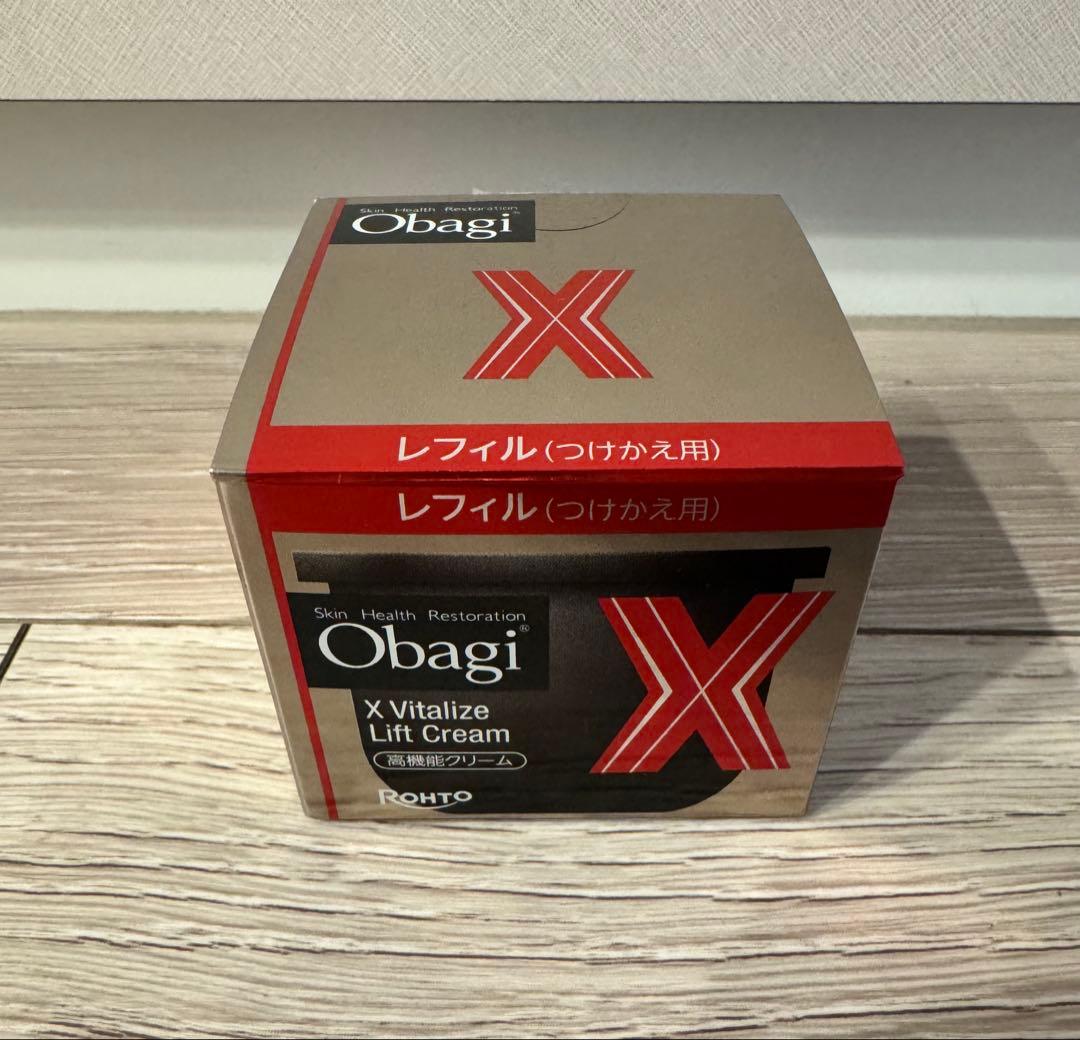 Skin Health Restoration
Obagi®
X
レフィル(つけかえ用)
レフィル(つけかえ用)
Skin Health Restoration
Obagi®
X
X Vitalize
Lift Cream
高機能クリーム
ROHTO